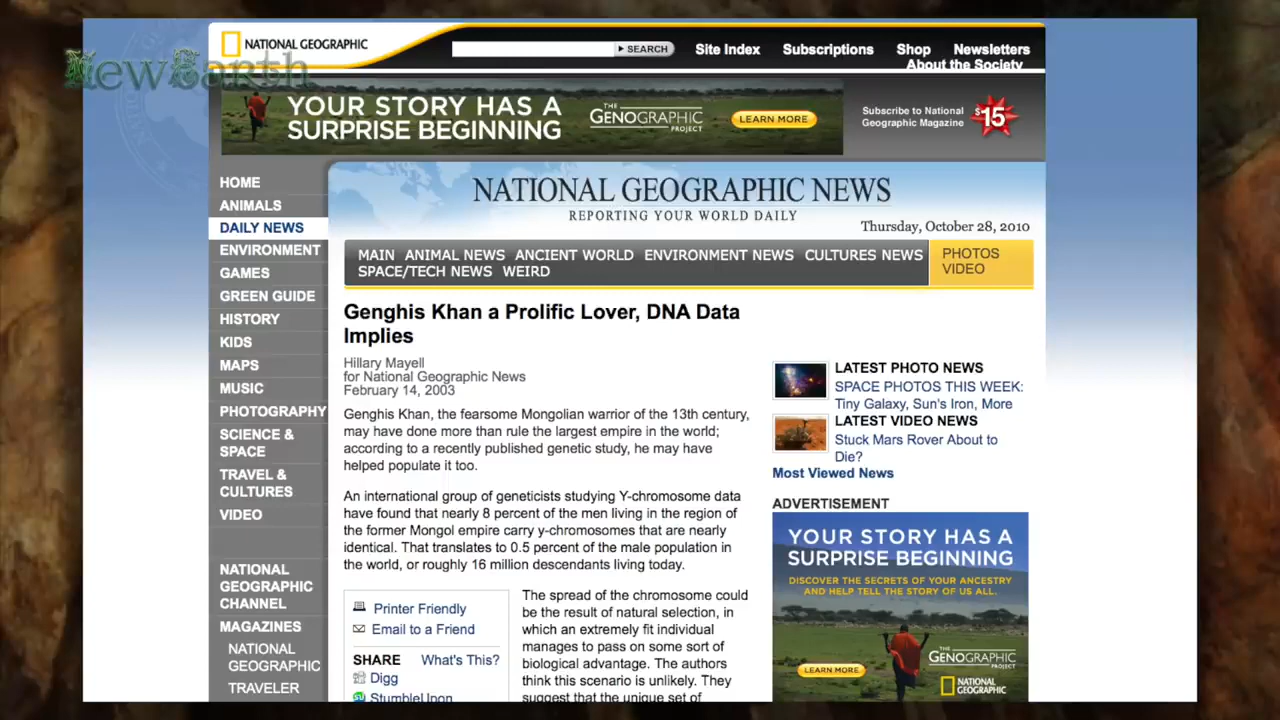 NATIONAL GEOGRAPHIC
SEARCH
Site Index
Subscriptions
Shop
Newsletters
About the Society
NewEarth
YOUR STORY HAS A
SURPRISE BEGINNING
THE
GENOGRAPHIC
PROJECT
LEARN MORE
Subscribe to National
Geographic Magazine
$15
HOME
ANIMALS
DAILY NEWS
ENVIRONMENT
GAMES
GREEN GUIDE
HISTORY
KIDS
MAPS
MUSIC
PHOTOGRAPHY
SCIENCE &
SPACE
TRAVEL &
CULTURES
VIDEO
NATIONAL
GEOGRAPHIC
CHANNEL
MAGAZINES
NATIONAL
GEOGRAPHIC
TRAVELER
NATIONAL GEOGRAPHIC NEWS
REPORTING YOUR WORLD DAILY
Thursday, October 28, 2010
MAIN ANIMAL NEWS ANCIENT WORLD ENVIRONMENT NEWS CULTURES NEWS
SPACE/TECH NEWS WEIRD
PHOTOS
VIDEO
Genghis Khan a Prolific Lover, DNA Data
Implies
Hillary Mayell
for National Geographic News
February 14, 2003
Genghis Khan, the fearsome Mongolian warrior of the 13th century,
may have done more than rule the largest empire in the world;
according to a recently published genetic study, he may have
helped populate it too.
An international group of geneticists studying Y-chromosome data
have found that nearly 8 percent of the men living in the region of
the former Mongol empire carry y-chromosomes that are nearly
identical. That translates to 0.5 percent of the male population in
the world, or roughly 16 million descendants living today.
Printer Friendly
Email to a Friend
SHARE What's This?
Digg
StumbleUpon
The spread of the chromosome could
be the result of natural selection, in
which an extremely fit individual
manages to pass on some sort of
biological advantage. The authors
think this scenario is unlikely. They
suggest that the unique set of
LATEST PHOTO NEWS
SPACE PHOTOS THIS WEEK:
Tiny Galaxy, Sun's Iron, More
LATEST VIDEO NEWS
Stuck Mars Rover About to
Die?
Most Viewed News
ADVERTISEMENT
YOUR STORY HAS A
SURPRISE BEGINNING
DISCOVER THE SECRETS OF YOUR ANCESTRY
AND HELP TELL THE STORY OF US ALL.
THE
GENOGRAPHIC
PROJECT
LEARN MORE
NATIONAL
GEOGRAPHIC